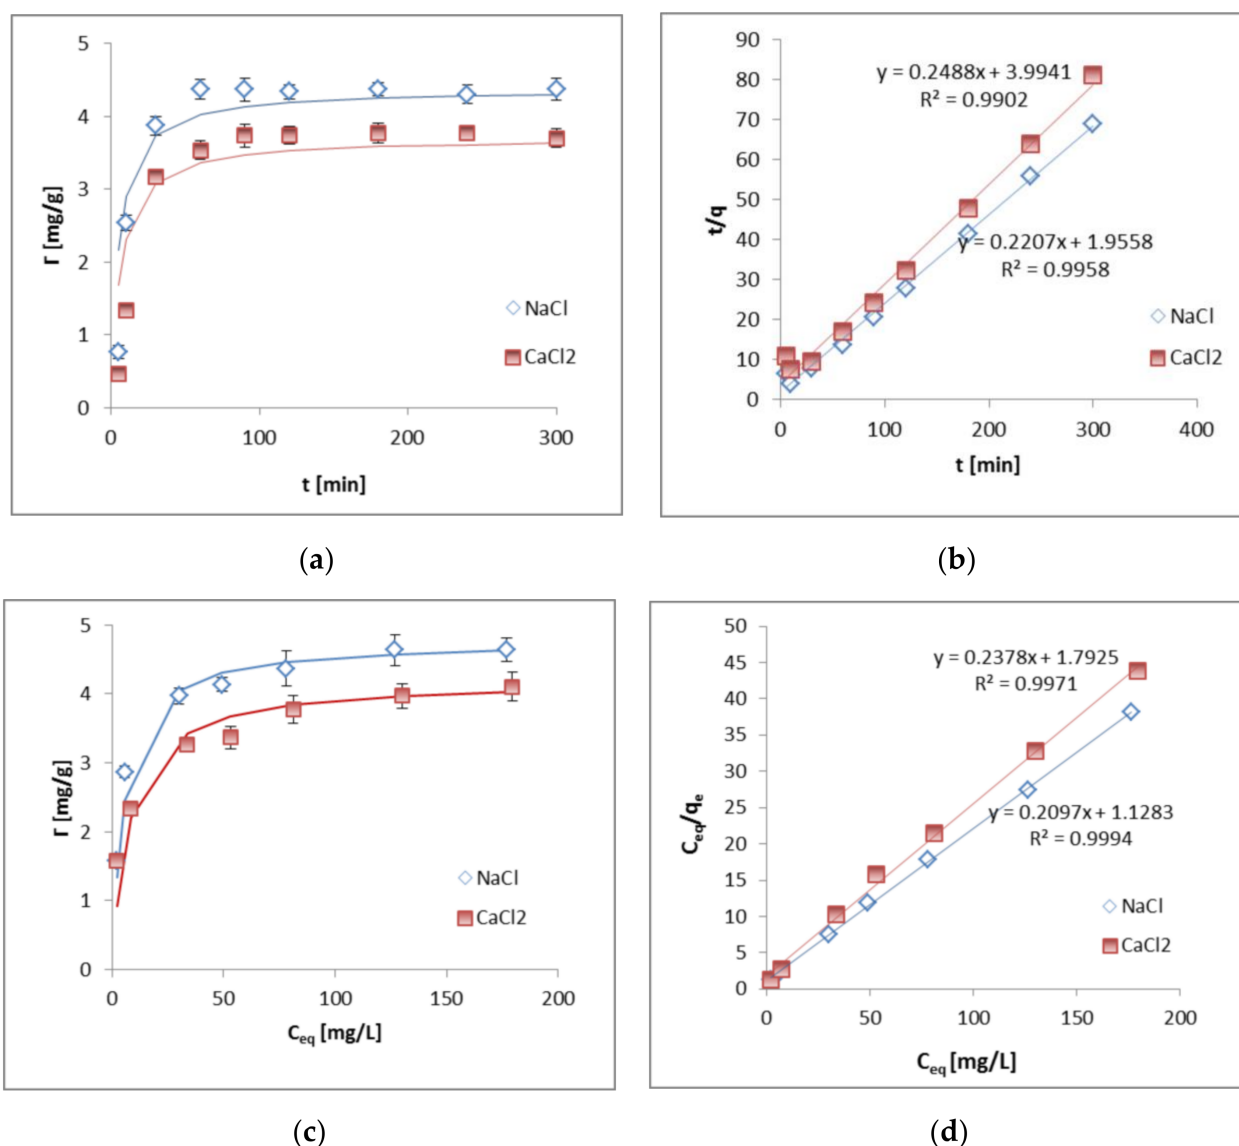 5
4
3
2
1
0
Γ [mg/g]
0 100 200 300
t [min]
NaCl
CaCl2
(a)
90
80
70
60
50
40
30
20
10
0
t/q
y = 0.2488x + 3.9941
R² = 0.9902
y = 0.2207x + 1.9558
R² = 0.9958
NaCl
CaCl2
0 100 200 300 400
t [min]
(b)
5
4
3
2
1
0
Γ [mg/g]
NaCl
CaCl2
0 50 100 150 200
Ceq [mg/L]
(c)
50
45
40
35
30
25
20
15
10
5
0
Ceq/qe
y = 0.2378x + 1.7925
R² = 0.9971
y = 0.2097x + 1.1283
R² = 0.9994
NaCl
CaCl2
0 50 100 150 200
Ceq [mg/L]
(d)